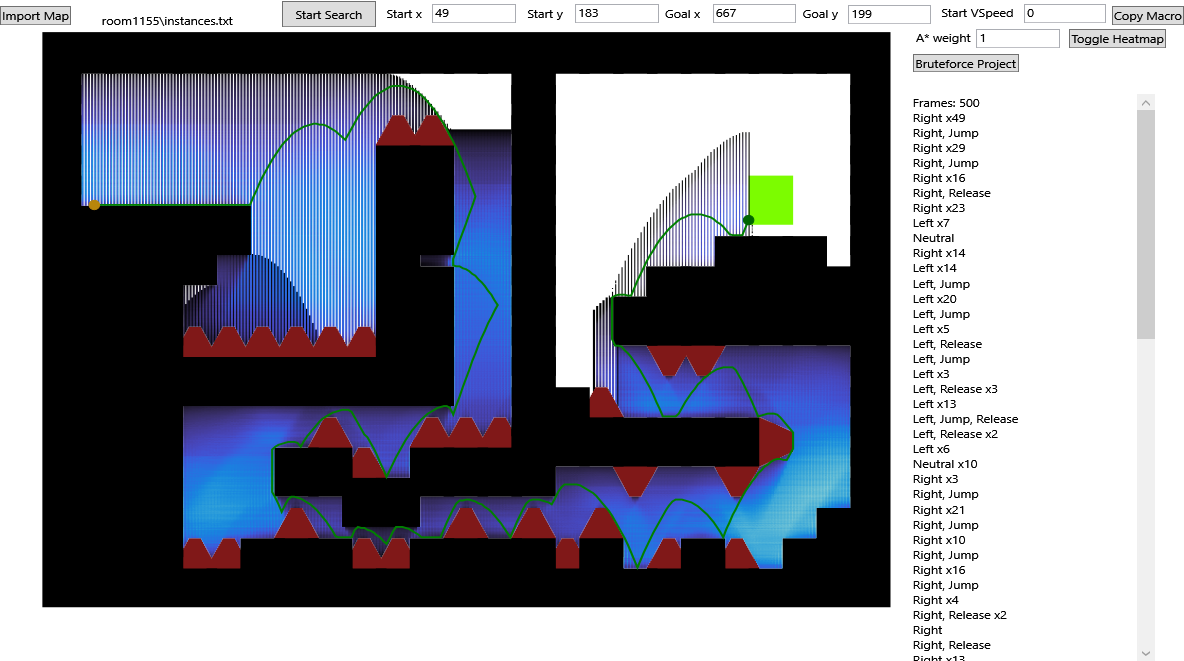 Import Map
room1155\instances.txt
Start Search
Start x 49
Start y 183
Goal x 667
Goal y 199
Start VSpeed 0
Copy Macro
A* weight 1
Toggle Heatmap
Bruteforce Project
Frames: 500
Right x49
Right, Jump
Right x29
Right, Jump
Right x16
Right, Release
Right x23
Left x7
Neutral
Right x14
Left x14
Left, Jump
Left x20
Left, Jump
Left x5
Left, Release
Left, Jump
Left x3
Left, Release x3
Left x13
Left, Jump, Release
Left, Release x2
Left x6
Neutral x10
Right x3
Right, Jump
Right x21
Right, Jump
Right x10
Right, Jump
Right x16
Right, Jump
Right x4
Right, Release x2
Right
Right, Release
Right x13